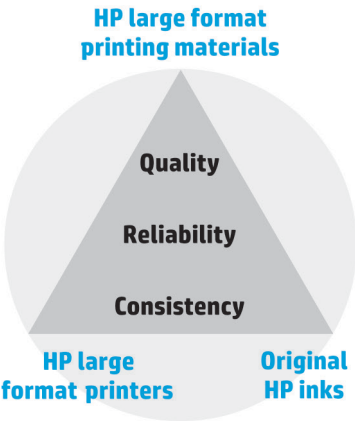 HP large format
printing materials
Quality
Reliability
Consistency
HP large
format printers
Original
HP inks